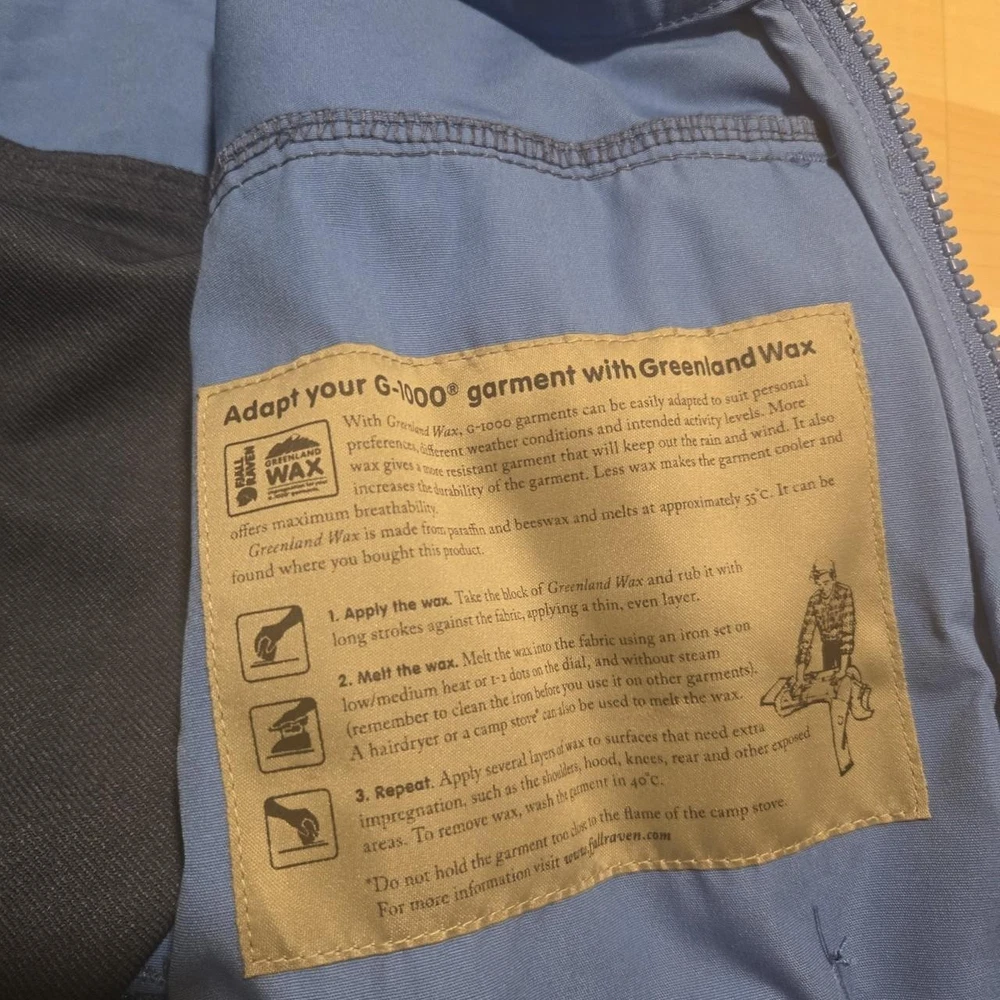 Adapt your G-1000® garment with Greenland Wax
FJÄLL
RÄVEN
GREENLAND
WAX
With Greenland Wax, G-1000 garments can be easily adapted to suit personal
preferences, different weather conditions and intended activity levels. More
wax gives a more resistant garment that will keep out the rain and wind. It also
increases the durability of the garment. Less wax makes the garment cooler and
offers maximum breathability.
Greenland Wax is made from paraffin and beeswax and melts at approximately 55°C. It can be
found where you bought this product.
1. Apply the wax. Take the block of Greenland Wax and rub it with
long strokes against the fabric, applying a thin, even layer.
2. Melt the wax. Melt the wax into the fabric using an iron set on
low/medium heat or 1-2 dots on the dial, and without steam
(remember to clean the iron before you use it on other garments).
A hairdryer or a camp stove* can also be used to melt the wax.
3. Repeat. Apply several layers of wax to surfaces that need extra
impregnation, such as the shoulders, hood, knees, rear and other exposed
areas. To remove wax, wash the garment in 40°C.
*Do not hold the garment too close to the flame of the camp stove.
For more information visit www.fjallraven.com